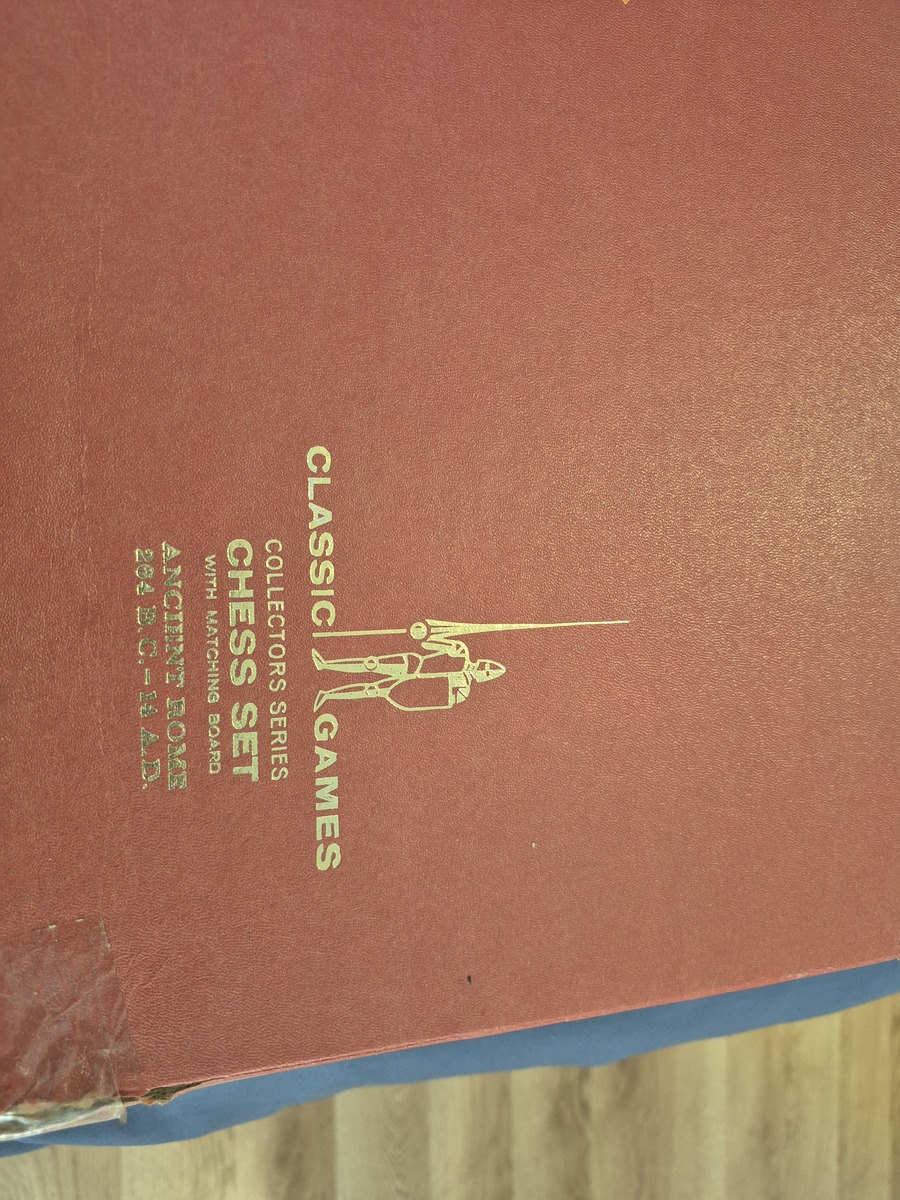 CLASSIC GAMES
COLLECTORS SERIES
CHESS SET
WITH MATCHING BOARD
ANCIENT ROME
264 B.C. – 14 A.D.